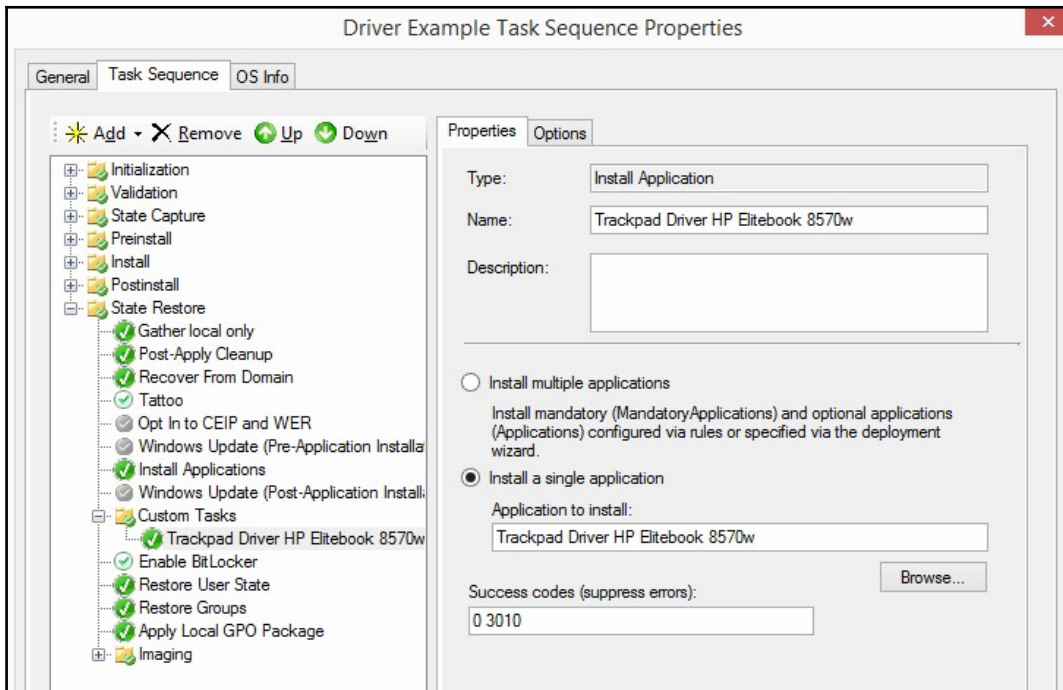 Driver Example Task Sequence Properties
General Task Sequence OS Info
Add Remove Up Down
Initialization
Validation
State Capture
Preinstall
Install
Postinstall
State Restore
Gather local only
Post-Apply Cleanup
Recover From Domain
Tattoo
Opt In to CEIP and WER
Windows Update (Pre-Application Installa
Install Applications
Windows Update (Post-Application Install
Custom Tasks
Trackpad Driver HP Elitebook 8570w
Enable BitLocker
Restore User State
Restore Groups
Apply Local GPO Package
Imaging
Properties Options
Type: Install Application
Name: Trackpad Driver HP Elitebook 8570w
Description:
Install multiple applications
Install mandatory (MandatoryApplications) and optional applications
(Applications) configured via rules or specified via the deployment
wizard.
Install a single application
Application to install:
Trackpad Driver HP Elitebook 8570w
Browse...
Success codes (suppress errors):
0 3010